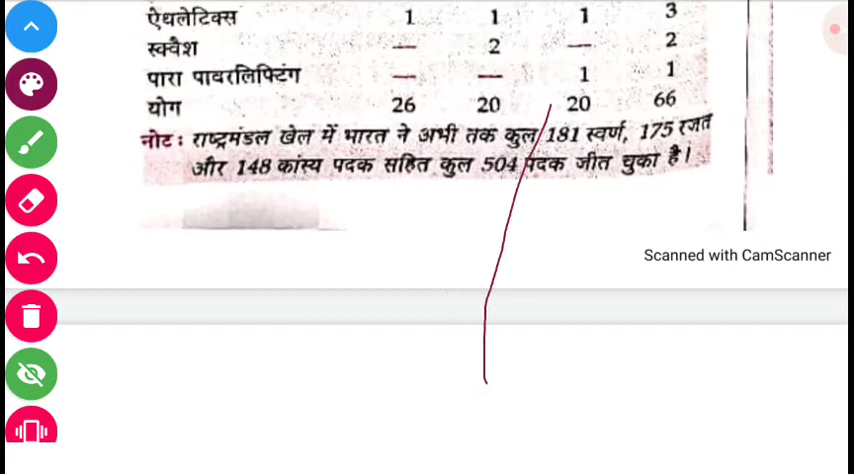 ऐथलेटिक्स 1 1 1 3
स्क्वैश — 2 — 2
पारा पावरलिफ्टिंग — — 1 1
योग 26 20 20 66
नोट : राष्ट्रमंडल खेल में भारत ने अभी तक कुल 181 स्वर्ण, 175 रजत
और 148 कांस्य पदक सहित कुल 504 पदक जीत चुका है।
Scanned with CamScanner